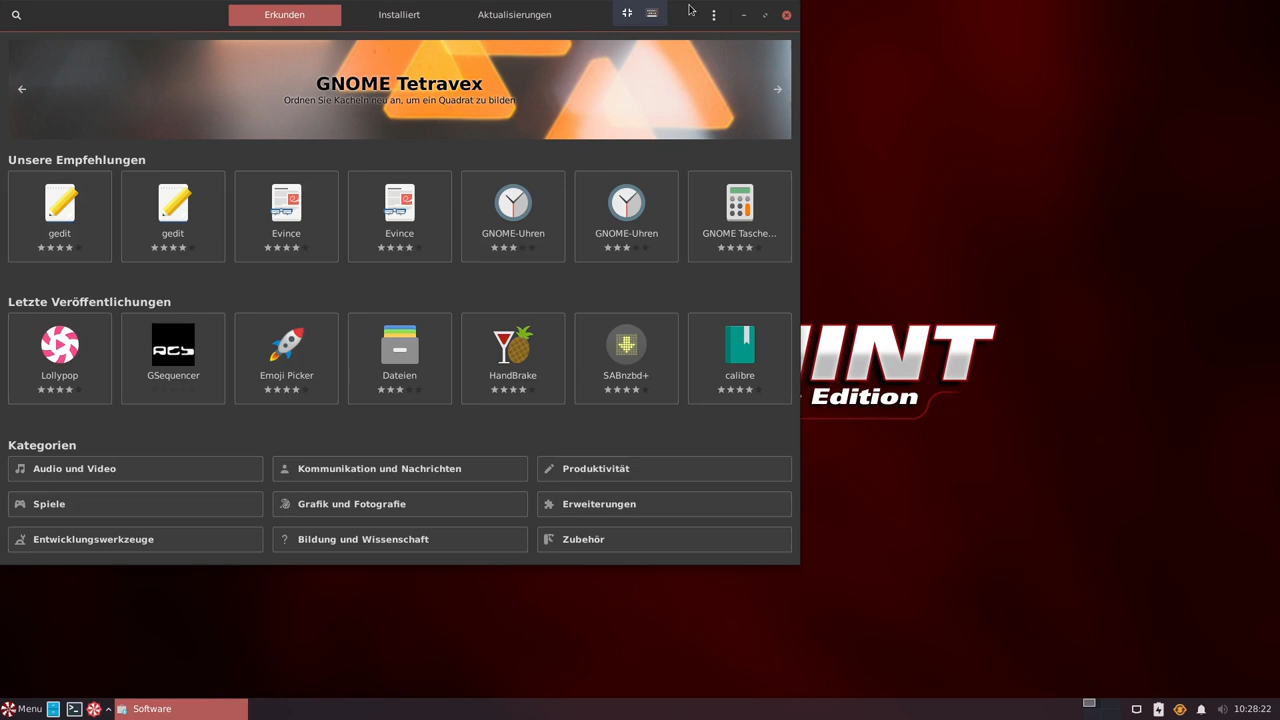 Erkunden
Installiert
Aktualisierungen
GNOME Tetravex
Ordnen Sie Kacheln neu an, um ein Quadrat zu bilden
Unsere Empfehlungen
gedit
gedit
Evince
Evince
GNOME-Uhren
GNOME-Uhren
GNOME Tasche...
Letzte Veröffentlichungen
Lollypop
GSequencer
Emoji Picker
Dateien
HandBrake
SABnzbd+
calibre
Kategorien
Audio und Video
Kommunikation und Nachrichten
Produktivität
Spiele
Grafik und Fotografie
Erweiterungen
Entwicklungswerkzeuge
Bildung und Wissenschaft
Zubehör
INT
Edition
Menu
Software
10:28:22